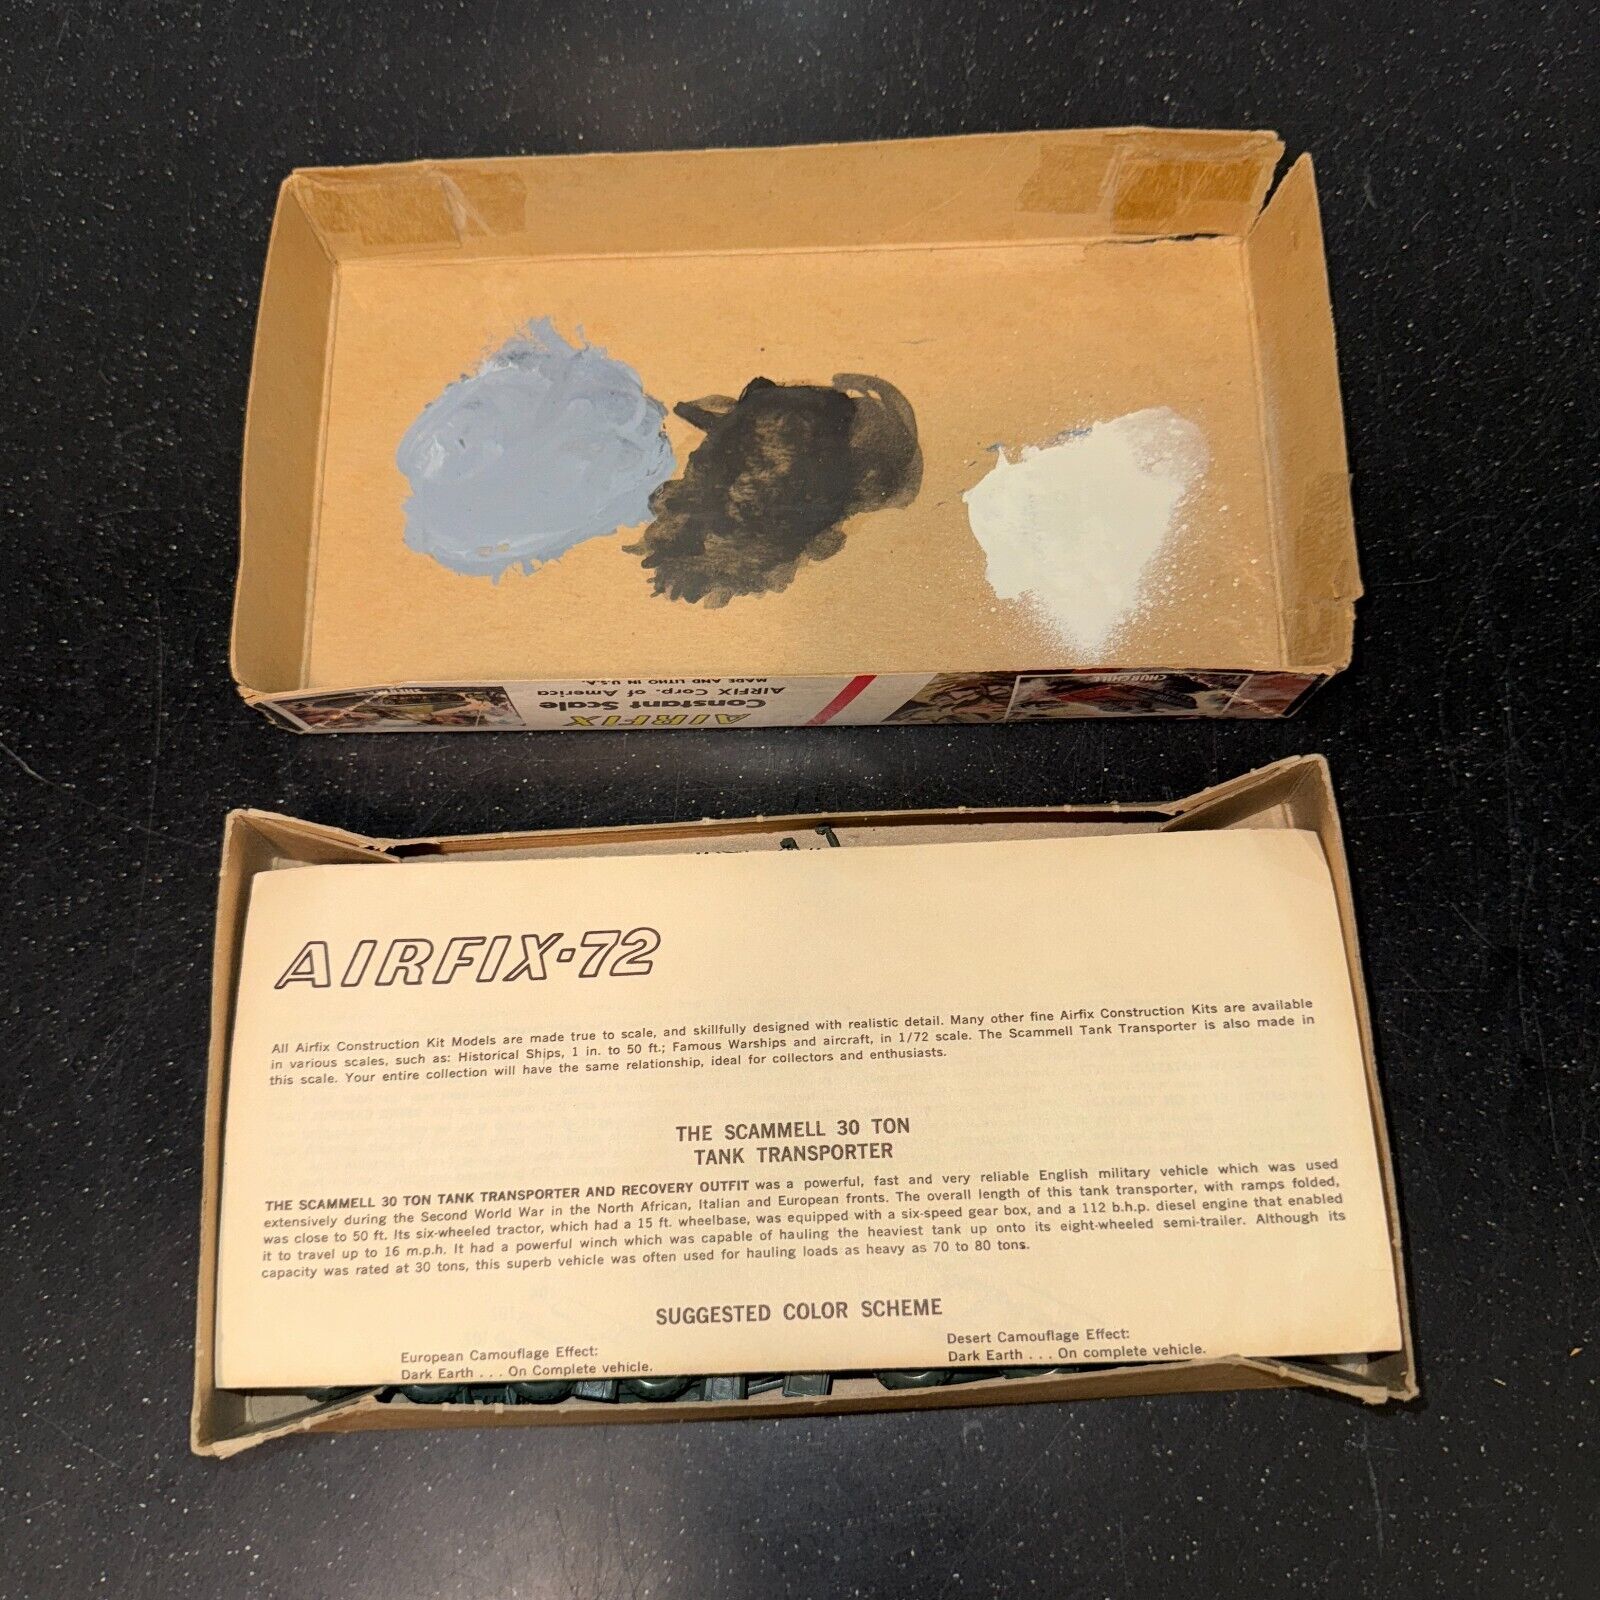 CHURCHILL
AIRFIX
Constant Scale
AIRFIX Corp. of America
MADE AND LITHO IN U.S.A.
AIRFIX-72
All Airfix Construction Kit Models are made true to scale, and skillfully designed with realistic detail. Many other fine Airfix Construction Kits are available
in various scales, such as: Historical Ships, 1 in. to 50 ft.; Famous Warships and aircraft, in 1/72 scale. The Scammell Tank Transporter is also made in
this scale. Your entire collection will have the same relationship, ideal for collectors and enthusiasts.
THE SCAMMELL 30 TON
TANK TRANSPORTER
THE SCAMMELL 30 TON TANK TRANSPORTER AND RECOVERY OUTFIT was a powerful, fast and very reliable English military vehicle which was used
extensively during the Second World War in the North African, Italian and European fronts. The overall length of this tank transporter, with ramps folded,
was close to 50 ft. Its six-wheeled tractor, which had a 15 ft. wheelbase, was equipped with a six-speed gear box, and a 112 b.h.p. diesel engine that enabled
it to travel up to 16 m.p.h. It had a powerful winch which was capable of hauling the heaviest tank up onto its eight-wheeled semi-trailer. Although its
capacity was rated at 30 tons, this superb vehicle was often used for hauling loads as heavy as 70 to 80 tons.
SUGGESTED COLOR SCHEME
European Camouflage Effect:
Dark Earth . . . On Complete vehicle.
Desert Camouflage Effect:
Dark Earth . . . On complete vehicle.